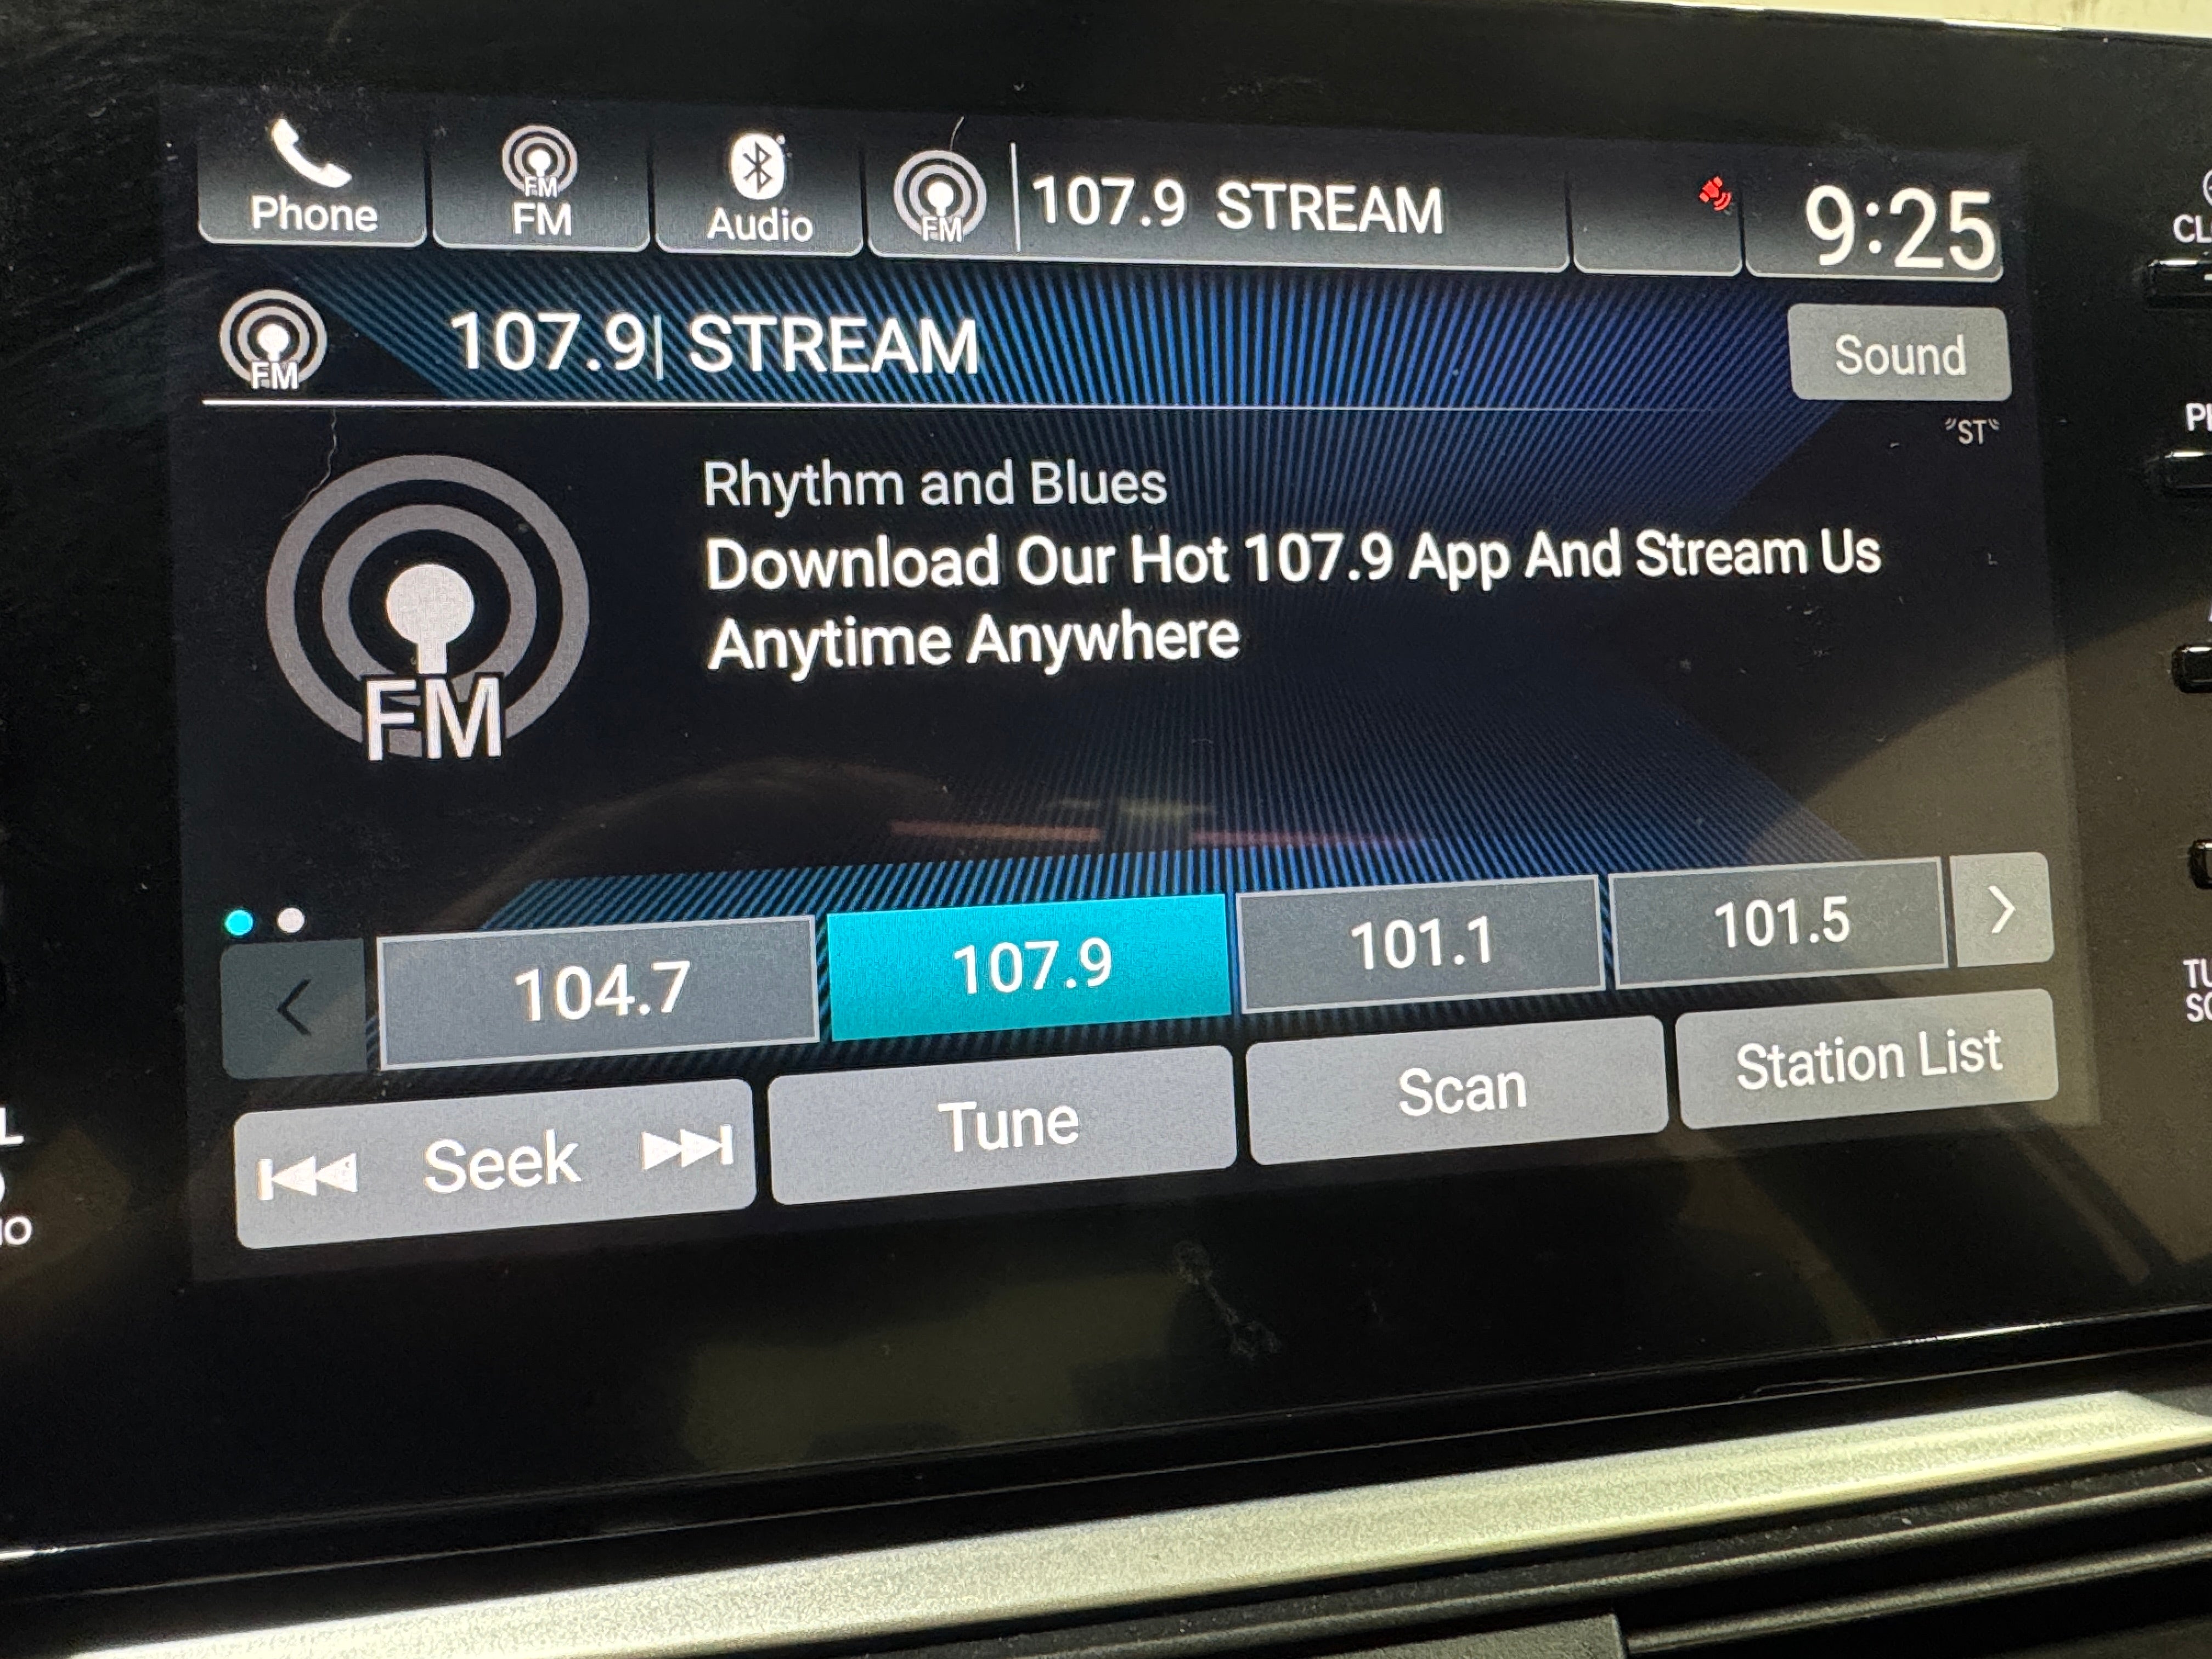 Phone
FM
FM
Audio
FM
107.9 STREAM
9:25
FM
107.9| STREAM
Sound
"ST"
Rhythm and Blues
Download Our Hot 107.9 App And Stream Us
Anytime Anywhere
FM
104.7
107.9
101.1
101.5
Seek
Tune
Scan
Station List